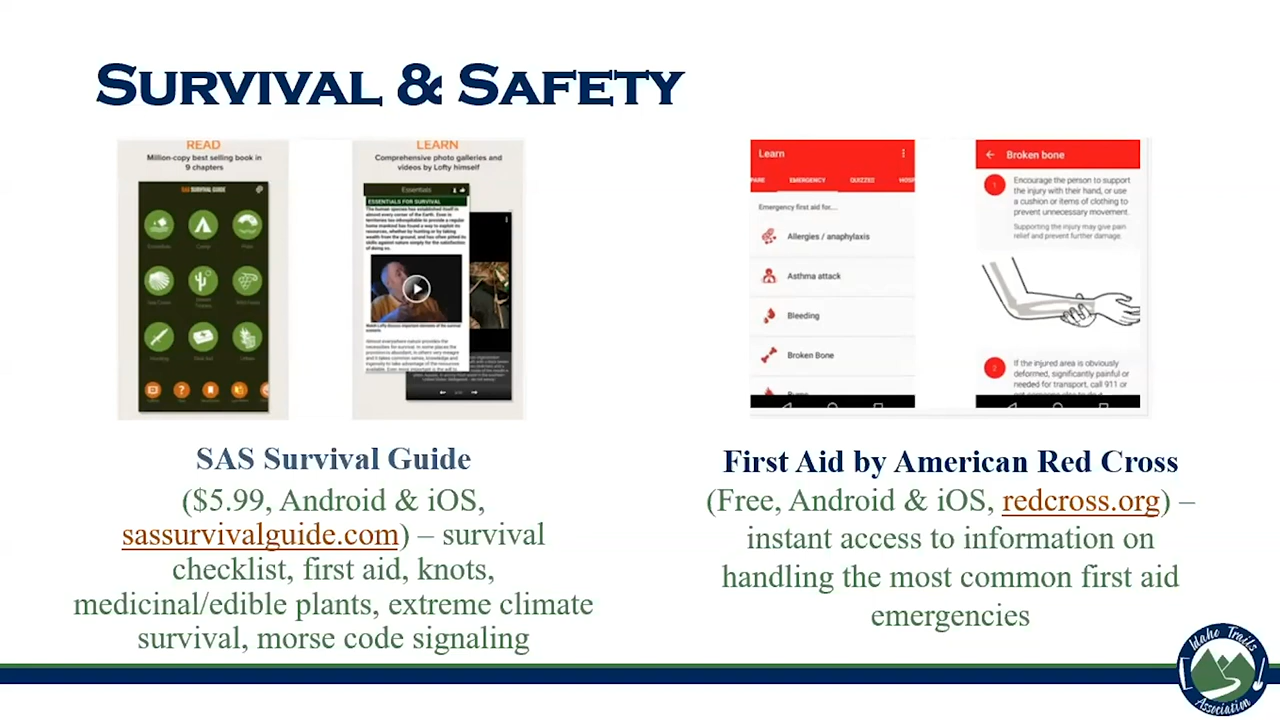 SURVIVAL & SAFETY
READ
Million-copy best selling book in
9 chapters
SAS SURVIVAL GUIDE
LEARN
Comprehensive photo galleries and
videos by Lofty himself
Essentials
ESSENTIALS FOR SURVIVAL
Learn
EMERGENCY
QUIZZES
Emergency first aid for...
Allergies / anaphylaxis
Asthma attack
Bleeding
Broken Bone
Broken bone
1
Encourage the person to support
the injury with their hand, or use
a cushion or items of clothing to
prevent unnecessary movement.
Supporting the injury may give pain
relief and prevent further damage.
2
If the injured area is obviously
deformed, significantly painful or
needed for transport, call 911 or
SAS Survival Guide
($5.99, Android & iOS,
sassurvivalguide.com) – survival
checklist, first aid, knots,
medicinal/edible plants, extreme climate
survival, morse code signaling
First Aid by American Red Cross
(Free, Android & iOS, redcross.org) –
instant access to information on
handling the most common first aid
emergencies
Idaho Trails
Association